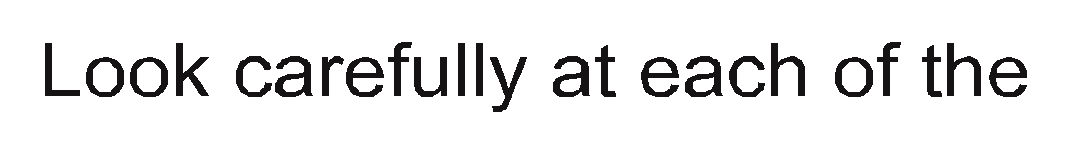 Look carefully at each of the